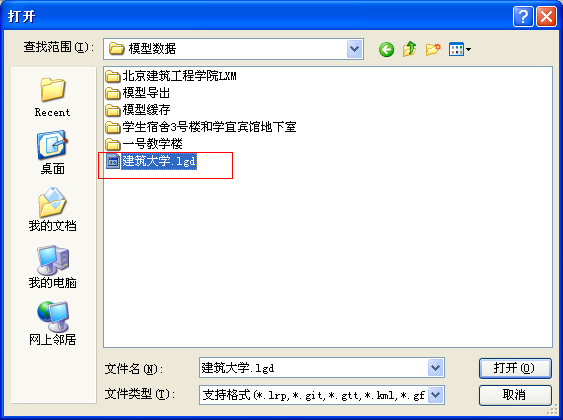 打开
查找范围(I):
模型数据
北京建筑工程学院LXM
模型导出
模型缓存
学生宿舍3号楼和学宜宾馆地下室
一号教学楼
建筑大学.lgd
Recent
桌面
我的文档
我的电脑
网上邻居
文件名(N):
建筑大学.lgd
打开(O)
文件类型(T):
支持格式(*.lrp,*.git,*.gtt,*.kml,*.gf
取消